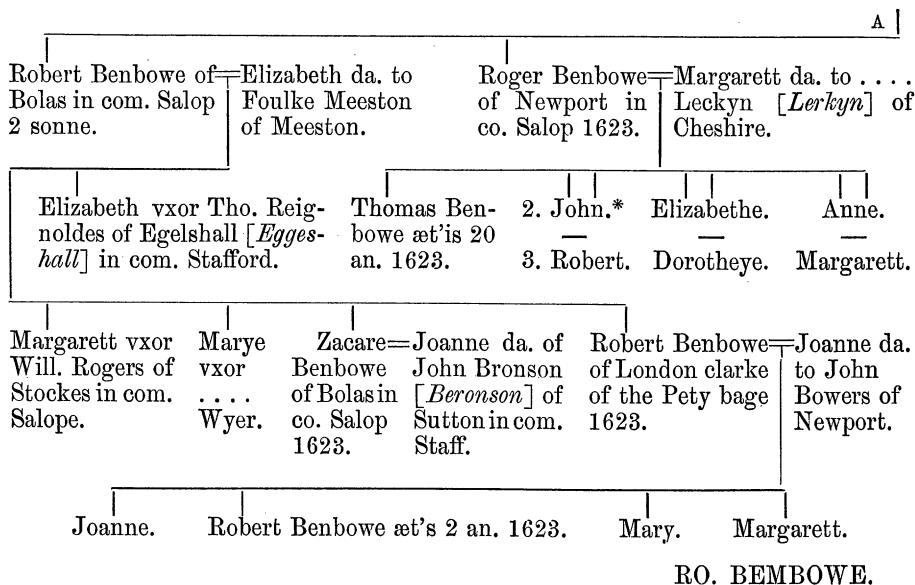 A
Robert Benbowe of=Elizabeth da. to
Bolas in com. Salop Foulke Meeston
2 sonne. of Meeston.
Roger Benbowe=Margarett da. to . . . .
of Newport in Leckyn [Lerkyn] of
co. Salop 1623. Cheshire.
Elizabeth vxor Tho. Reig-
noldes of Egelshall [Egges-
hall] in com. Stafford.
Thomas Ben-
bowe æt'is 20
an. 1623.
2. John.*
—
3. Robert.
Elizabethe.
—
Dorotheye.
Anne.
—
Margarett.
Margarett vxor
Will. Rogers of
Stockes in com.
Salope.
Marye
vxor
. . . .
Wyer.
Zacare=Joanne da. of
Benbowe John Bronson
of Bolas in [Beronson] of
co. Salop Sutton in com.
1623. Staff.
Robert Benbowe=Joanne da.
of London clarke to John
of the Pety bage Bowers of
1623. Newport.
Joanne. Robert Benbowe æt's 2 an. 1623. Mary. Margarett.
RO. BEMBOWE.